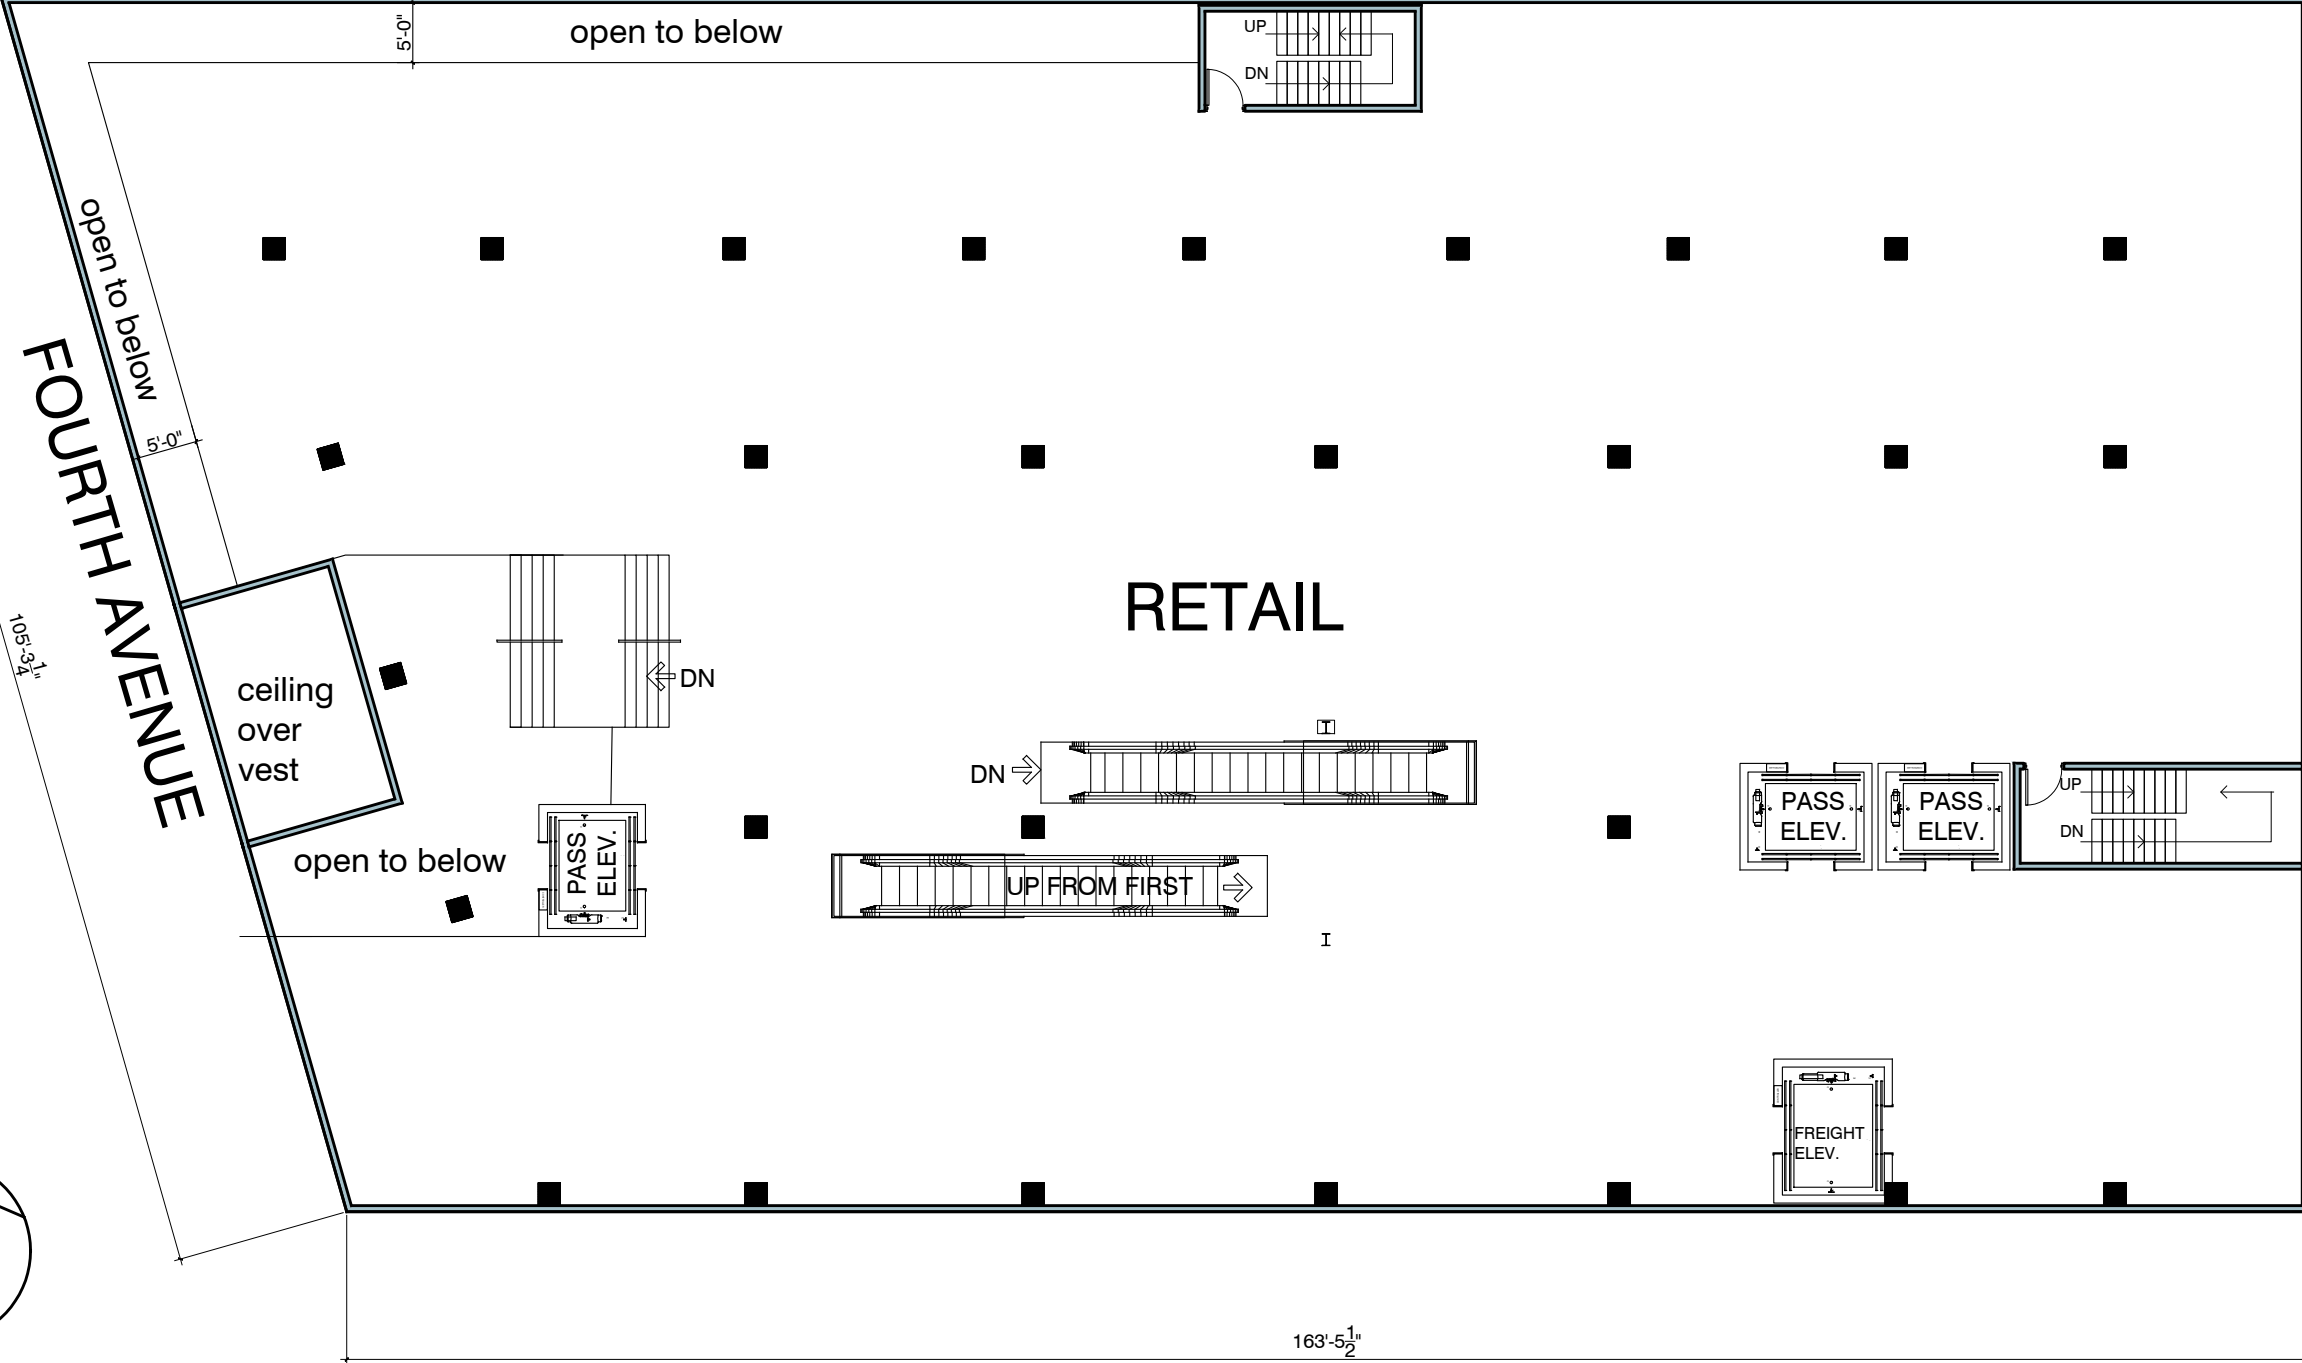 5'-0"
open to below
UP
DN
open to below
5'-0"
FOURTH AVENUE
105'-3 1/4"
RETAIL
DN
ceiling
over
vest
DN
PASS
ELEV.
PASS
ELEV.
UP
DN
open to below
PASS
ELEV.
UP FROM FIRST
FREIGHT
ELEV.
163'-5 1/2"